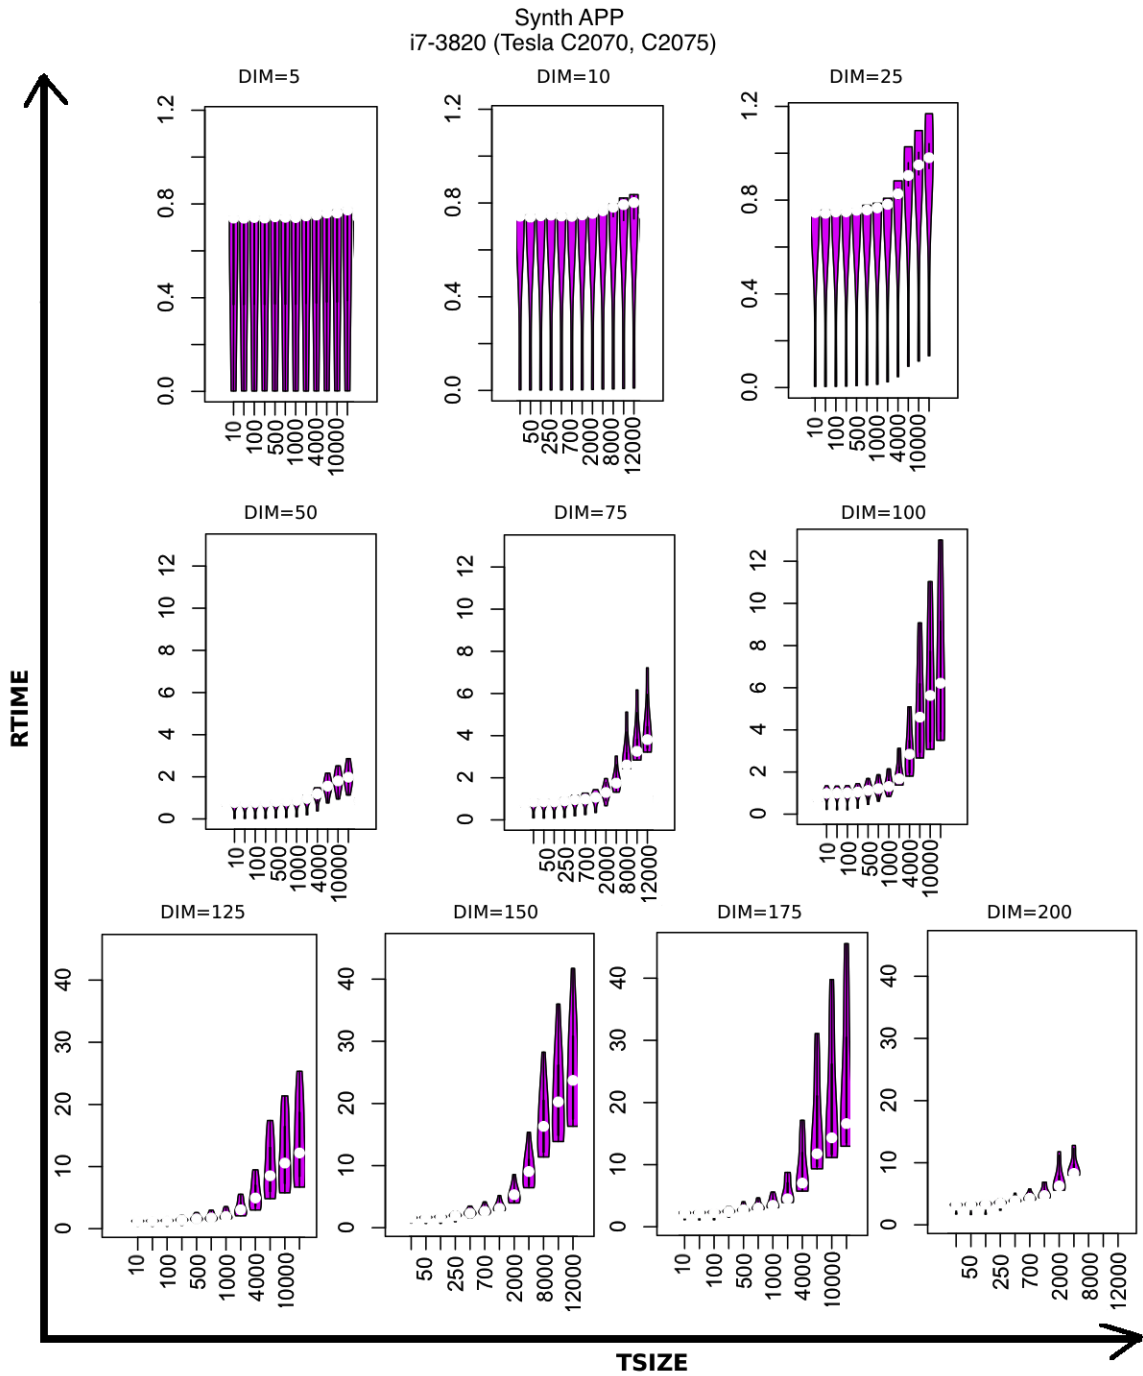 Synth APP
i7-3820 (Tesla C2070, C2075)
DIM=5
0.0 0.4 0.8 1.2
10 100 500 1000 4000 10000
DIM=10
0.0 0.4 0.8 1.2
50 250 700 2000 8000 12000
DIM=25
0.0 0.4 0.8 1.2
10 100 500 1000 4000 10000
DIM=50
0 2 4 6 8 10 12
10 100 500 1000 4000 10000
DIM=75
0 2 4 6 8 10 12
50 250 700 2000 8000 12000
DIM=100
0 2 4 6 8 10 12
10 100 500 1000 4000 10000
RTIME
DIM=125
0 10 20 30 40
10 100 500 1000 4000 10000
DIM=150
0 10 20 30 40
50 250 700 2000 8000 12000
DIM=175
0 10 20 30 40
10 100 500 1000 4000 10000
DIM=200
0 10 20 30 40
50 250 700 2000 8000 12000
TSIZE